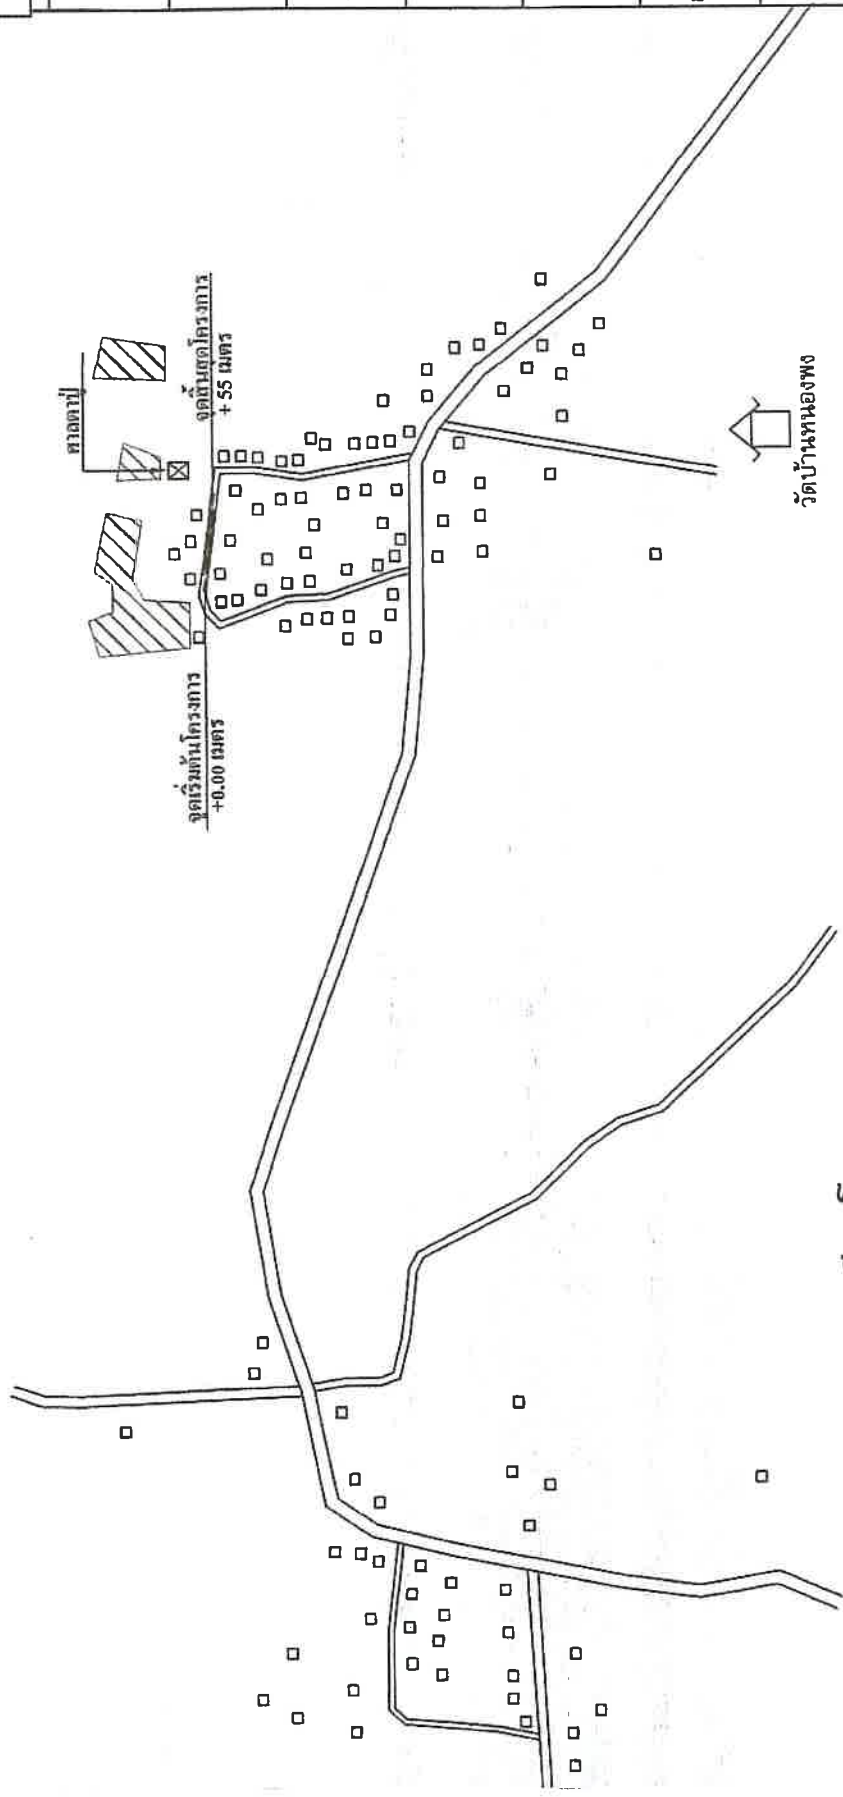 ศาลตาปู่
จุดสิ้นสุดโครงการ
+ 55 เมตร
จุดเริ่มต้นโครงการ
+0.00 เมตร
วัดบ้านหนองพง